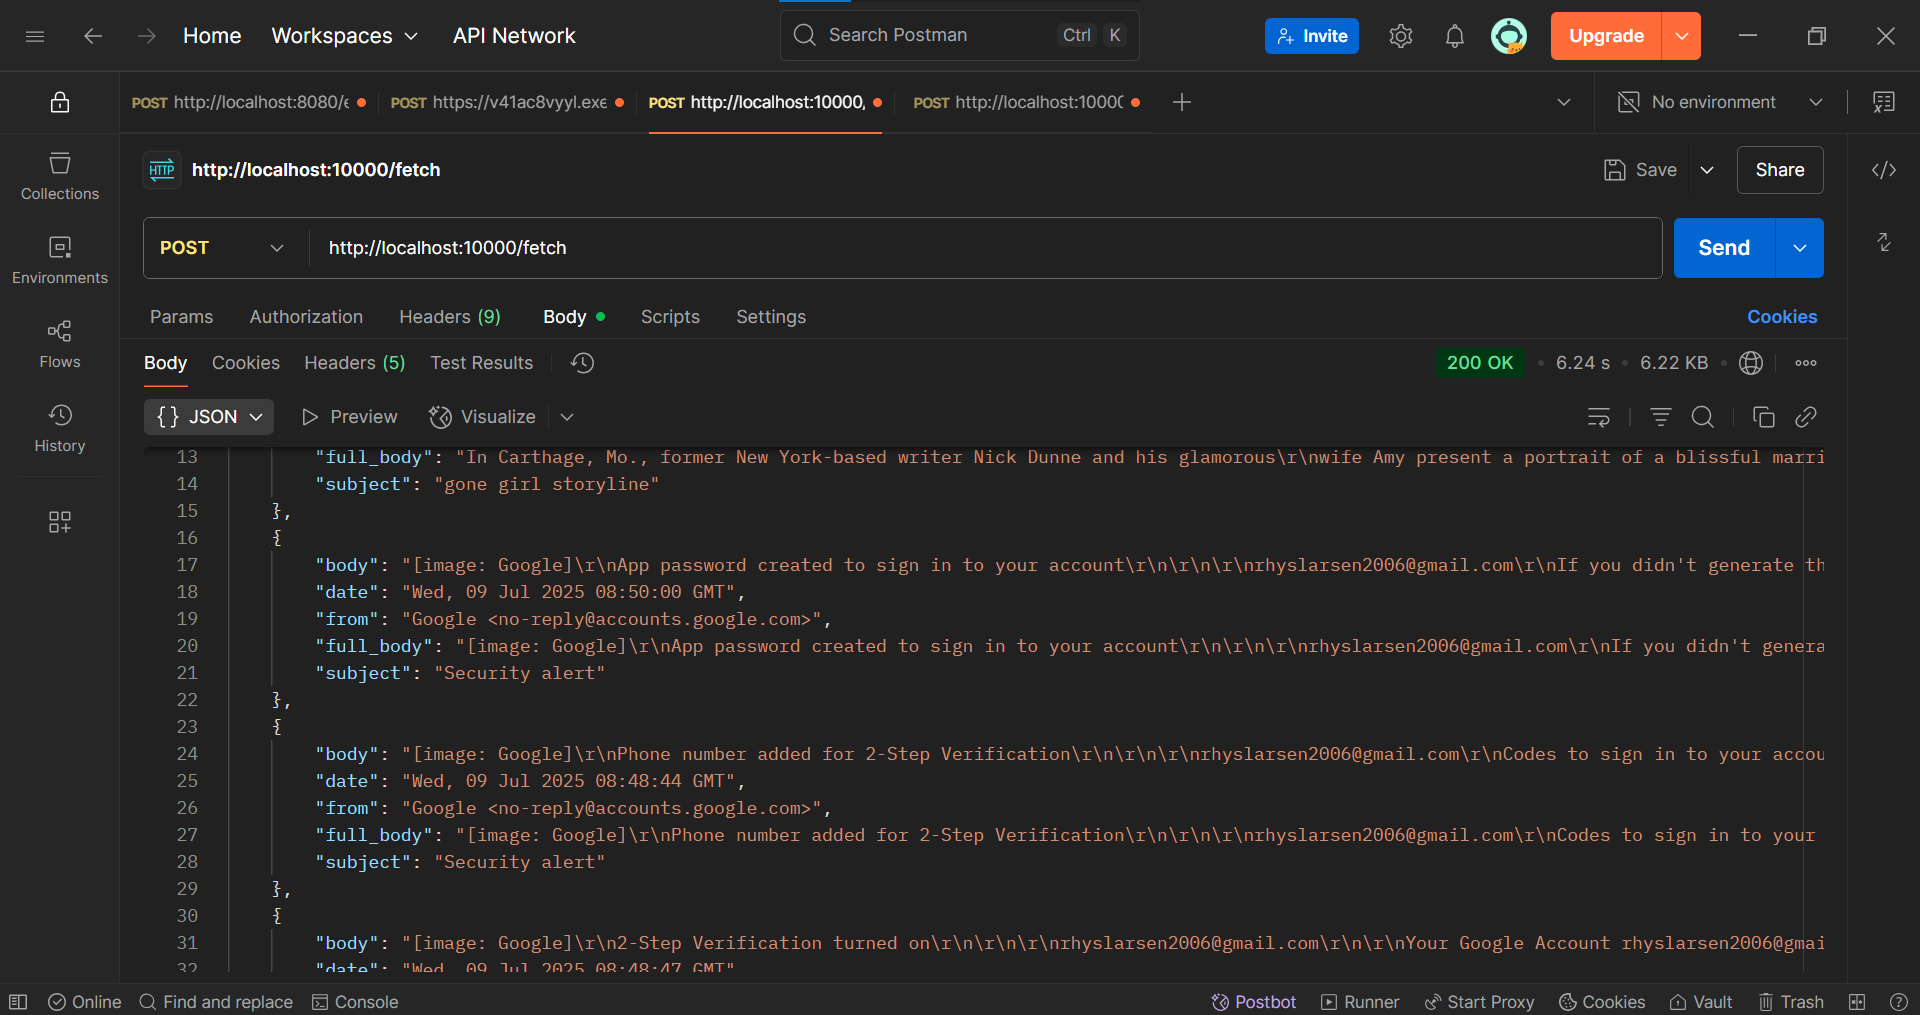 Home Workspaces API Network Search Postman Ctrl K Invite Upgrade
POST http://localhost:8080/e POST https://v41ac8vyyl.exe POST http://localhost:10000, POST http://localhost:1000( No environment
HTTP http://localhost:10000/fetch Save Share
Collections
POST http://localhost:10000/fetch Send
Environments
Params Authorization Headers (9) Body Scripts Settings Cookies
Flows
Body Cookies Headers (5) Test Results 200 OK 6.24 s 6.22 KB
{} JSON Preview Visualize
History
13 "full_body": "In Carthage, Mo., former New York-based writer Nick Dunne and his glamorous\r\nwife Amy present a portrait of a blissful marri
14 "subject": "gone girl storyline"
15 },
16 {
17 "body": "[image: Google]\r\nApp password created to sign in to your account\r\n\r\n\r\n\r\nrhyslarsen2006@gmail.com\r\nIf you didn't generate th
18 "date": "Wed, 09 Jul 2025 08:50:00 GMT",
19 "from": "Google <no-reply@accounts.google.com>",
20 "full_body": "[image: Google]\r\nApp password created to sign in to your account\r\n\r\n\r\n\r\nrhyslarsen2006@gmail.com\r\nIf you didn't genera
21 "subject": "Security alert"
22 },
23 {
24 "body": "[image: Google]\r\nPhone number added for 2-Step Verification\r\n\r\n\r\n\r\nrhyslarsen2006@gmail.com\r\nCodes to sign in to your accou
25 "date": "Wed, 09 Jul 2025 08:48:44 GMT",
26 "from": "Google <no-reply@accounts.google.com>",
27 "full_body": "[image: Google]\r\nPhone number added for 2-Step Verification\r\n\r\n\r\n\r\nrhyslarsen2006@gmail.com\r\nCodes to sign in to your
28 "subject": "Security alert"
29 },
30 {
31 "body": "[image: Google]\r\n2-Step Verification turned on\r\n\r\n\r\n\r\nrhyslarsen2006@gmail.com\r\n\r\n\r\nYour Google Account rhyslarsen2006@gmai
32 "date": "Wed, 09 Jul 2025 08:48:47 GMT"
Online Find and replace Console Postbot Runner Start Proxy Cookies Vault Trash